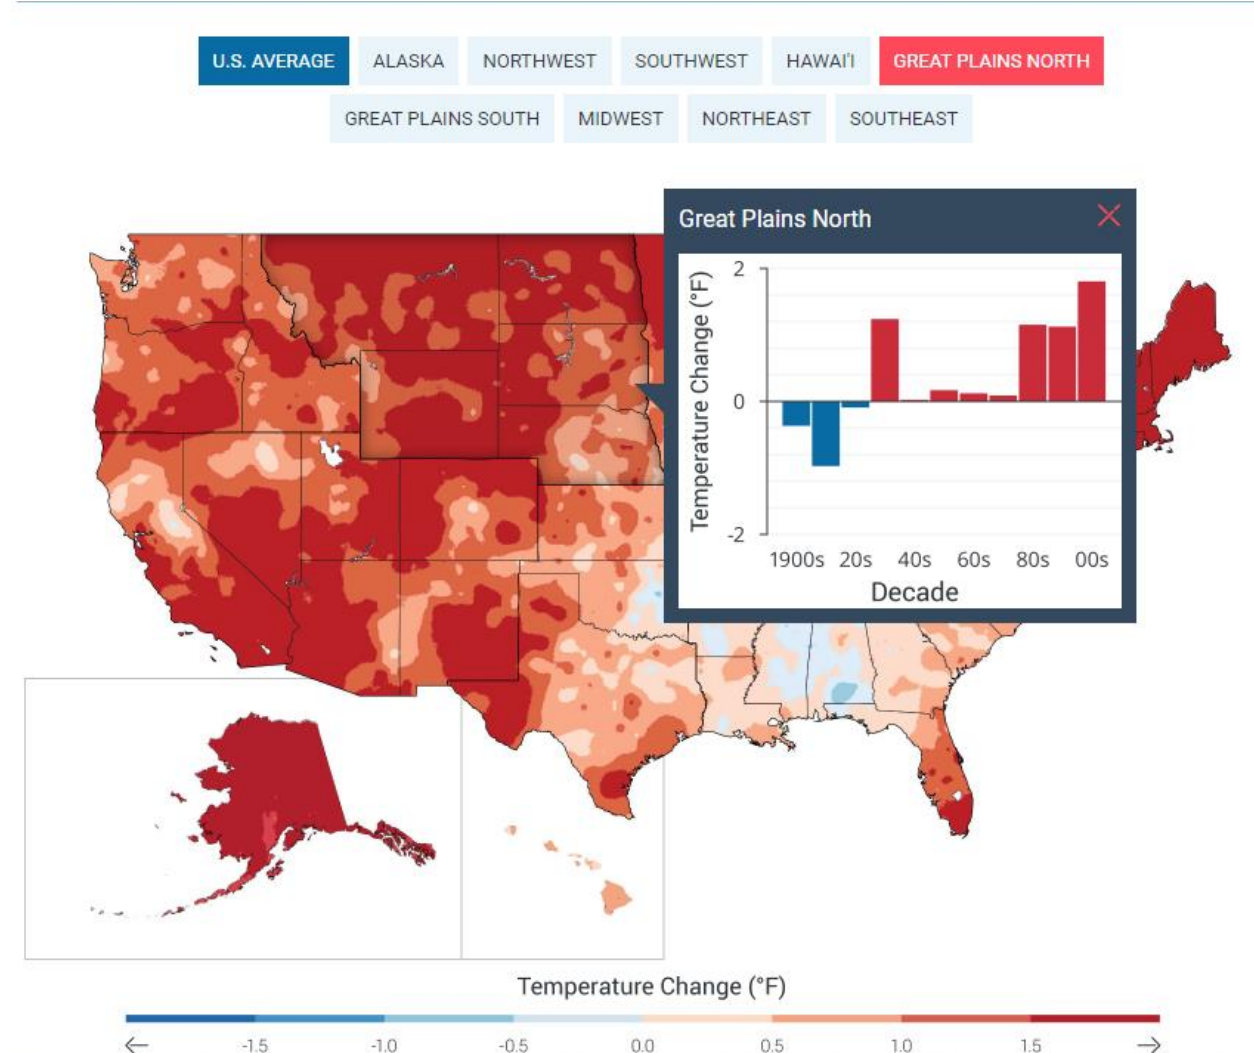 U.S. AVERAGE ALASKA NORTHWEST SOUTHWEST HAWAI'I GREAT PLAINS NORTH
GREAT PLAINS SOUTH MIDWEST NORTHEAST SOUTHEAST
Great Plains North
Temperature Change (°F)
2
0
-2
1900s 20s 40s 60s 80s 00s
Decade
Temperature Change (°F)
-1.5 -1.0 -0.5 0.0 0.5 1.0 1.5